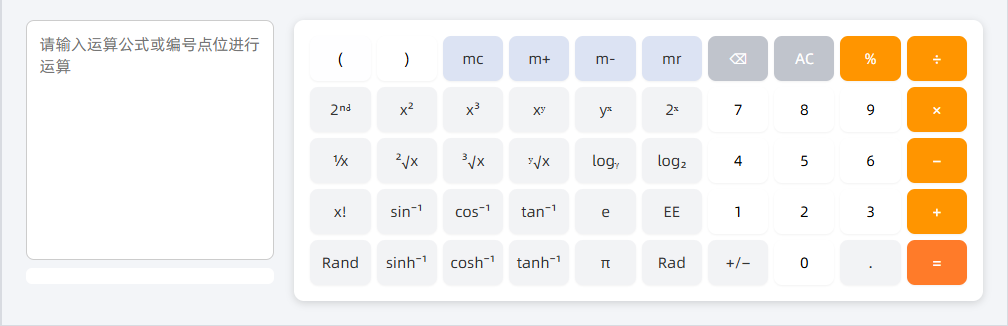 请输入运算公式或编号点位进行
运算
( ) mc m+ m- mr ⌫ AC % ÷
2ⁿᵈ x² x³ xʸ yˣ 2ˣ 7 8 9 ×
⅟x ²√x ³√x ʸ√x logᵧ log₂ 4 5 6 −
x! sin⁻¹ cos⁻¹ tan⁻¹ e EE 1 2 3 +
Rand sinh⁻¹ cosh⁻¹ tanh⁻¹ π Rad +/− 0 . =